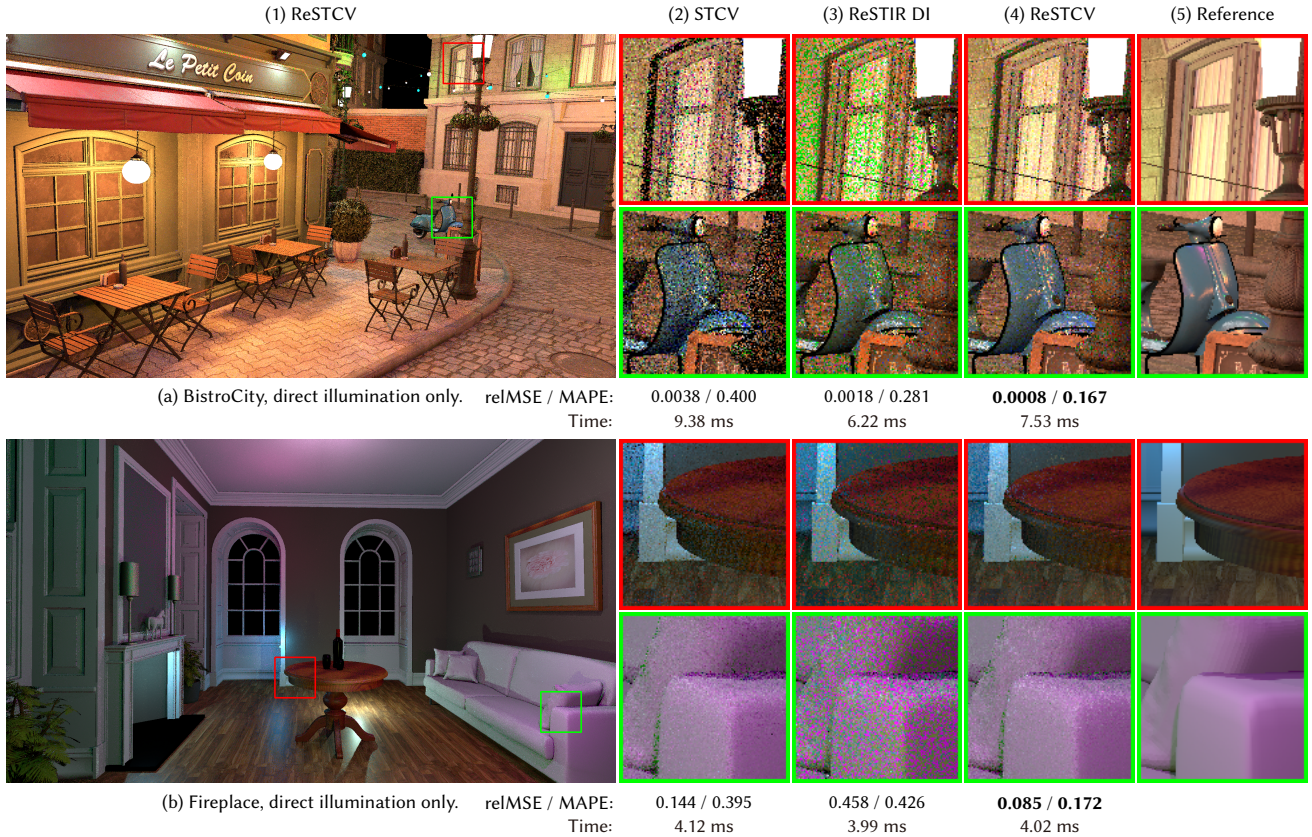 (1) ReSTCV (2) STCV (3) ReSTIR DI (4) ReSTCV (5) Reference
Le Petit Coin
(a) BistroCity, direct illumination only. relMSE / MAPE: 0.0038 / 0.400 0.0018 / 0.281 0.0008 / 0.167
Time: 9.38 ms 6.22 ms 7.53 ms
(b) Fireplace, direct illumination only. relMSE / MAPE: 0.144 / 0.395 0.458 / 0.426 0.085 / 0.172
Time: 4.12 ms 3.99 ms 4.02 ms